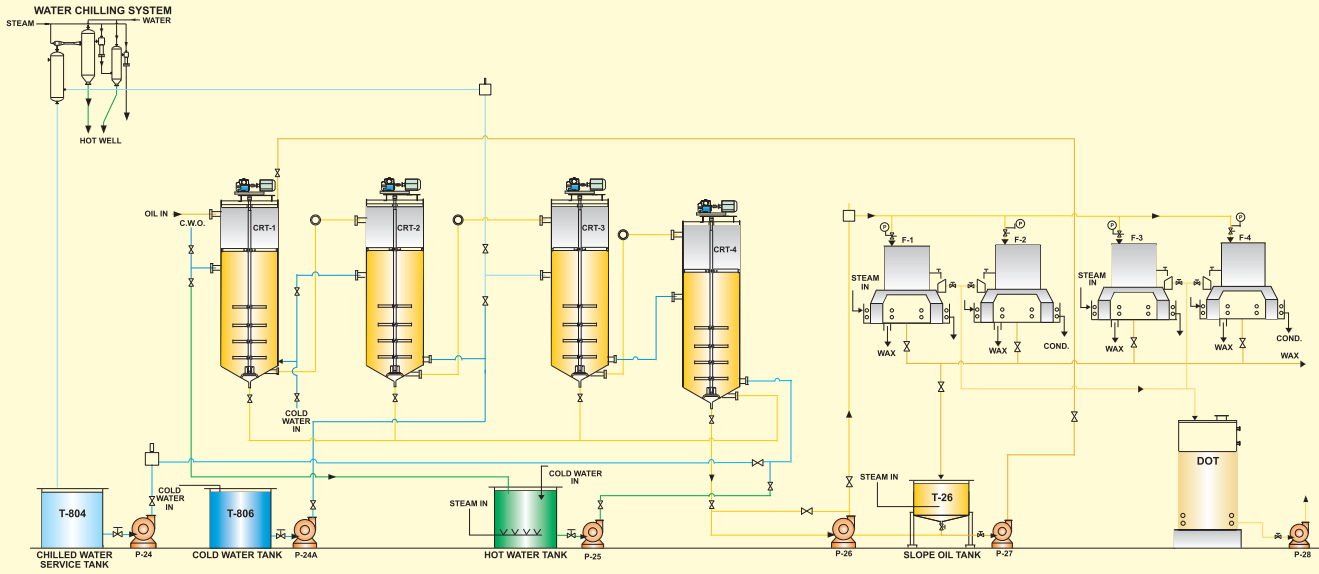 WATER CHILLING SYSTEM
STEAM
WATER
HOT WELL
OIL IN
C.W.O.
CRT-1
CRT-2
CRT-3
CRT-4
COLD
WATER
IN
P
F-1
P
F-2
P
F-3
P
F-4
STEAM
IN
STEAM
IN
WAX
WAX
COND.
WAX
WAX
COND.
WAX
T-804
CHILLED WATER
SERVICE TANK
P-24
COLD
WATER
IN
T-806
COLD WATER TANK
P-24A
STEAM IN
COLD WATER
IN
HOT WATER TANK
P-25
P-26
STEAM IN
T-26
SLOPE OIL TANK
P-27
DOT
P-28